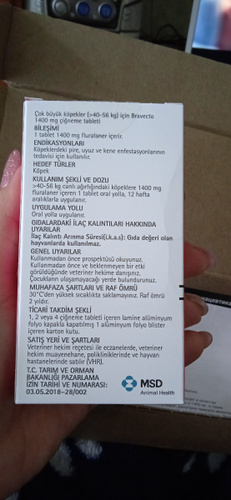 Çok büyük köpekler (>40-56 kg) için Bravecto
1400 mg çiğneme tableti
BİLEŞİMİ
1 tablet 1400 mg fluralaner içerir.
ENDİKASYONLARI
Köpeklerdeki pire, uyuz ve kene enfestasyonlarının
tedavisi için kullanılır.
HEDEF TÜRLER
Köpek
KULLANIM ŞEKLİ VE DOZU
>40-56 kg canlı ağırlığındaki köpeklere 1400 mg
fluralaner içeren 1 tablet oral yolla, 12 hafta
aralıklarla uygulanır.
UYGULAMA YOLU
Oral yolla uygulanır.
GIDALARDAKİ İLAÇ KALINTILARI HAKKINDA
UYARILAR
İlaç Kalıntı Arınma Süresi(i.k.a.s): Gıda değeri olan
hayvanlarda kullanılmaz.
GENEL UYARILAR
Kullanmadan önce prospektüsü okuyunuz.
Kullanmadan önce ve beklenmeyen bir etki
görüldüğünde veteriner hekime danışınız.
Çocukların ulaşamayacağı yerde bulundurunuz.
MUHAFAZA ŞARTLARI VE RAF ÖMRÜ
30°C'den yüksek sıcaklıkta saklamayınız. Raf ömrü
2 yıldır.
TİCARİ TAKDİM ŞEKLİ
1, 2 veya 4 çiğneme tableti içeren lamine alüminyum
folyo kapakla kapatılmış 1 alüminyum folyo blister
içeren karton kutu.
SATIŞ YERİ VE ŞARTLARI
Veteriner hekim reçetesi ile eczanelerde, veteriner
hekim muayenehane, polikliniklerinde ve hayvan
hastanelerinde satılır (VHR).
T.C. TARIM VE ORMAN
BAKANLIĞI PAZARLAMA
İZİN TARİHİ VE NUMARASI:
03.05.2018-28/002
MSD
Animal Health